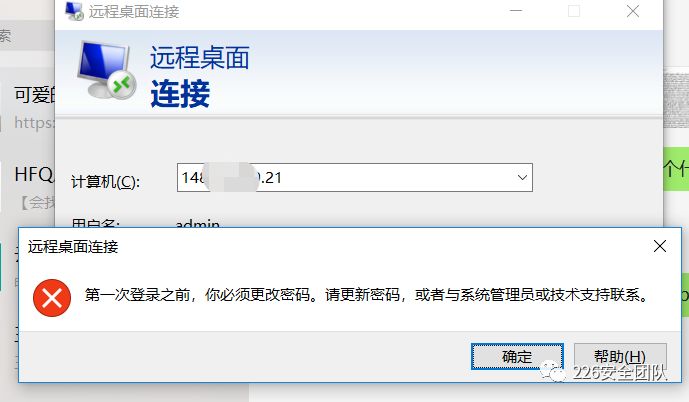 远程桌面连接
索
远程桌面
连接
可爱的
https:
计算机(C):
148
.21
HFQ.
【会找
个什
用户名:
admin
远程桌面连接
第一次登录之前，你必须更改密码。请更新密码，或者与系统管理员或技术支持联系。
确定
帮助(H)
226安全团队